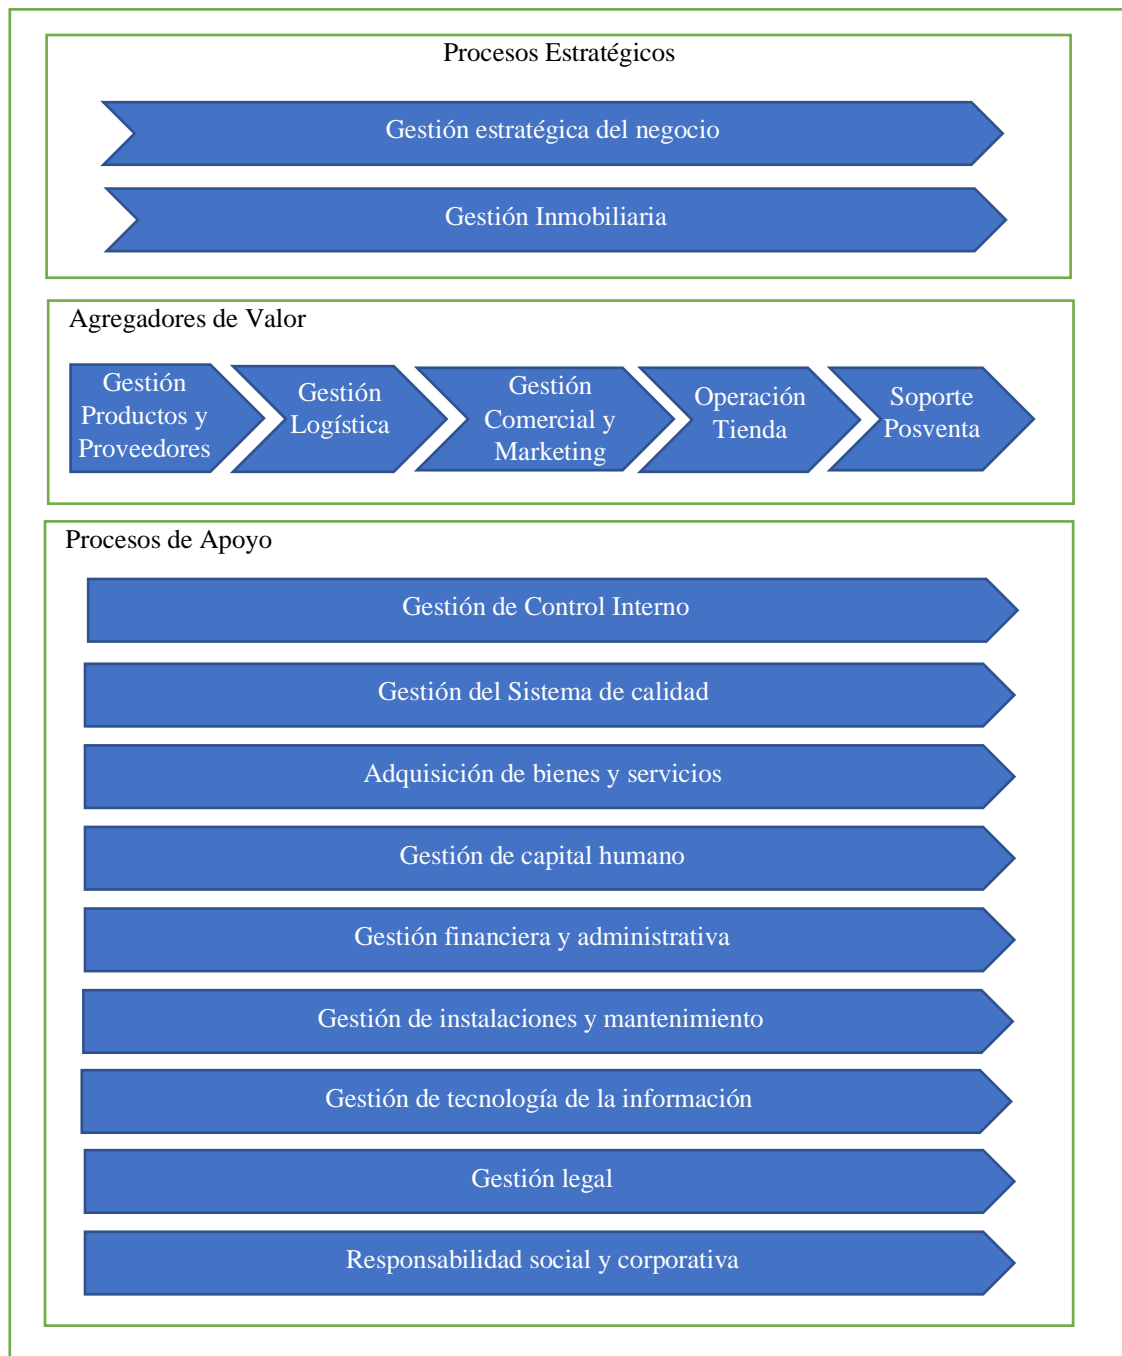 Procesos Estratégicos
Gestión estratégica del negocio
Gestión Inmobiliaria
Agregadores de Valor
Gestión
Productos y
Proveedores
Gestión
Logística
Gestión
Comercial y
Marketing
Operación
Tienda
Soporte
Posventa
Procesos de Apoyo
Gestión de Control Interno
Gestión del Sistema de calidad
Adquisición de bienes y servicios
Gestión de capital humano
Gestión financiera y administrativa
Gestión de instalaciones y mantenimiento
Gestión de tecnología de la información
Gestión legal
Responsabilidad social y corporativa